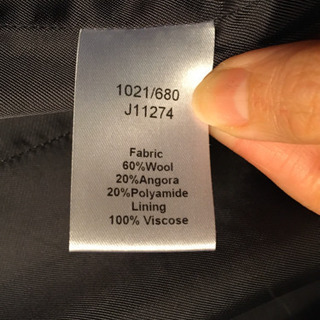 1021/680
J11274
Fabric
60%Wool
20%Angora
20%Polyamide
Lining
100% Viscose